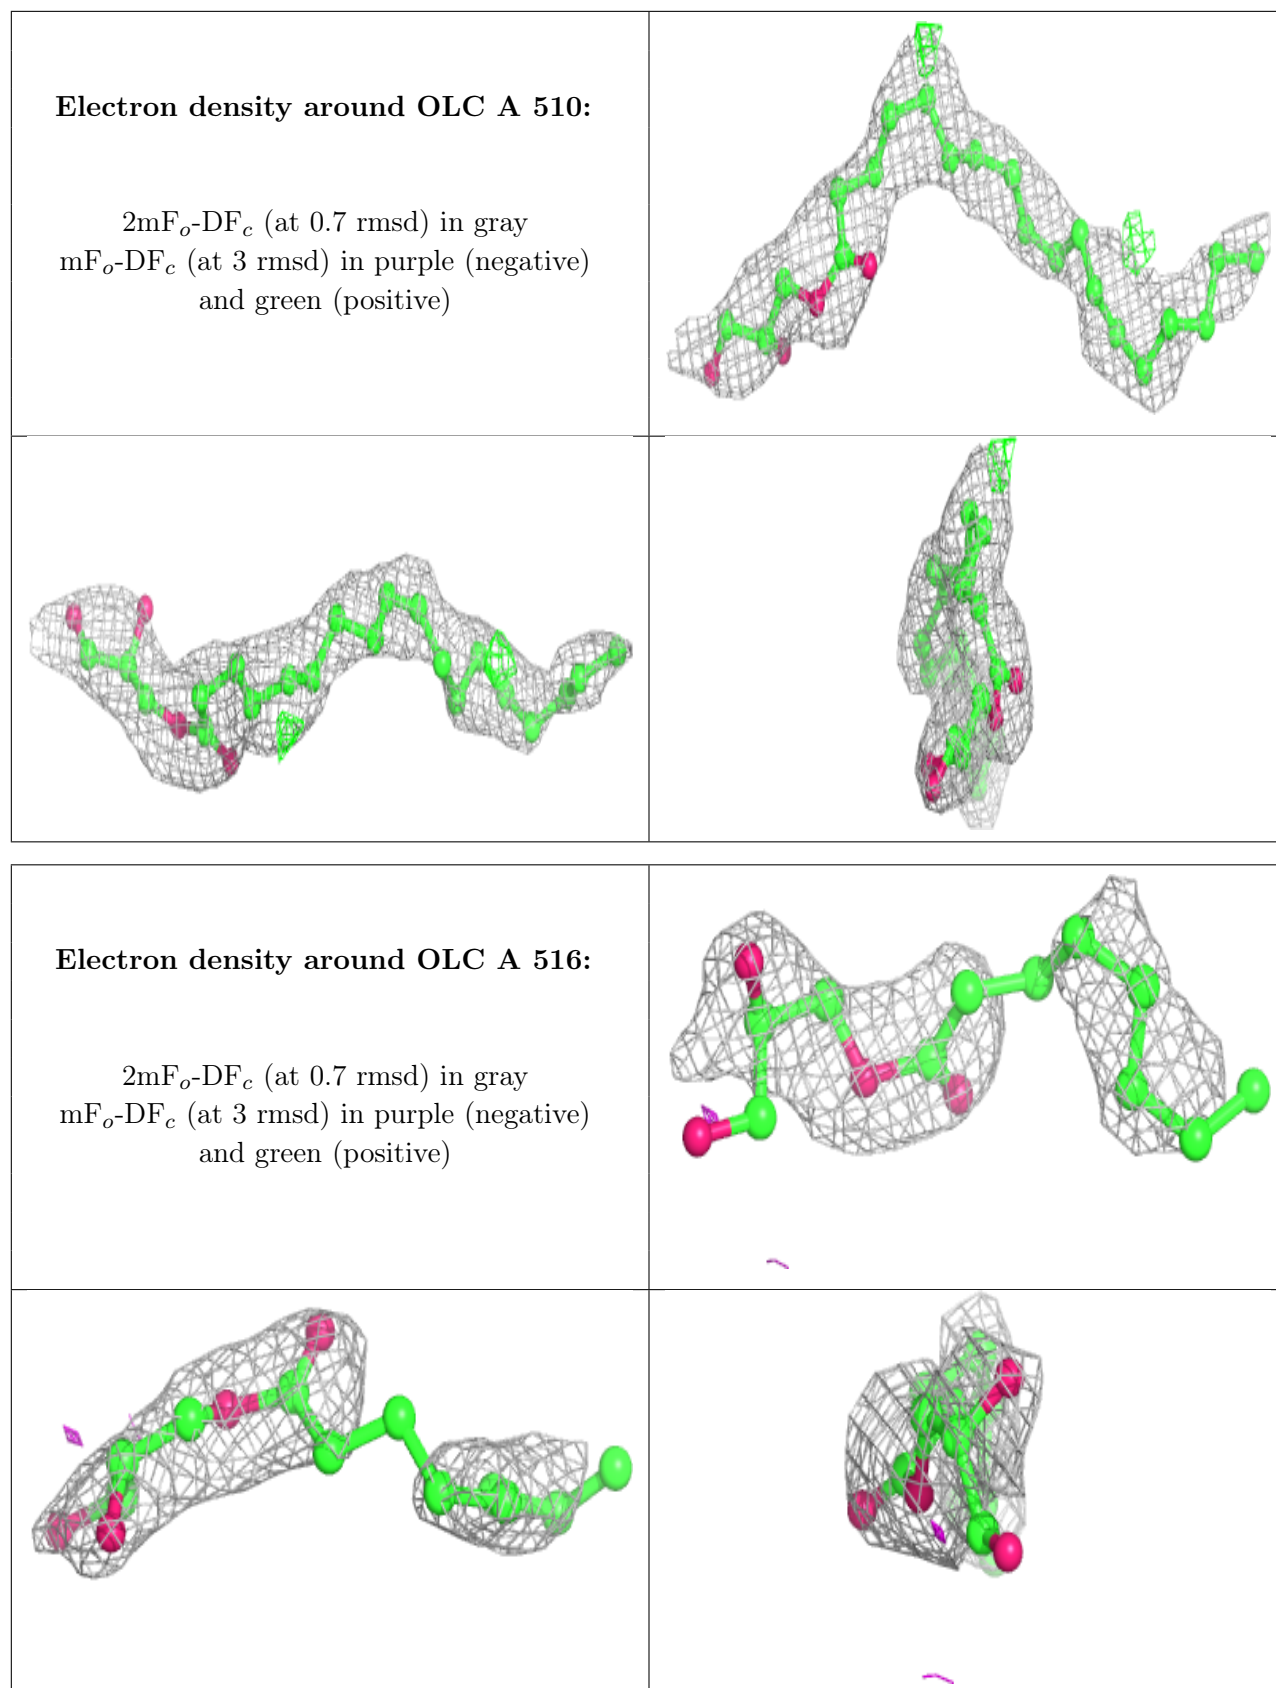 Electron density around OLC A 510:
2mFo-DFc (at 0.7 rmsd) in gray
mFo-DFc (at 3 rmsd) in purple (negative)
and green (positive)
Electron density around OLC A 516:
2mFo-DFc (at 0.7 rmsd) in gray
mFo-DFc (at 3 rmsd) in purple (negative)
and green (positive)